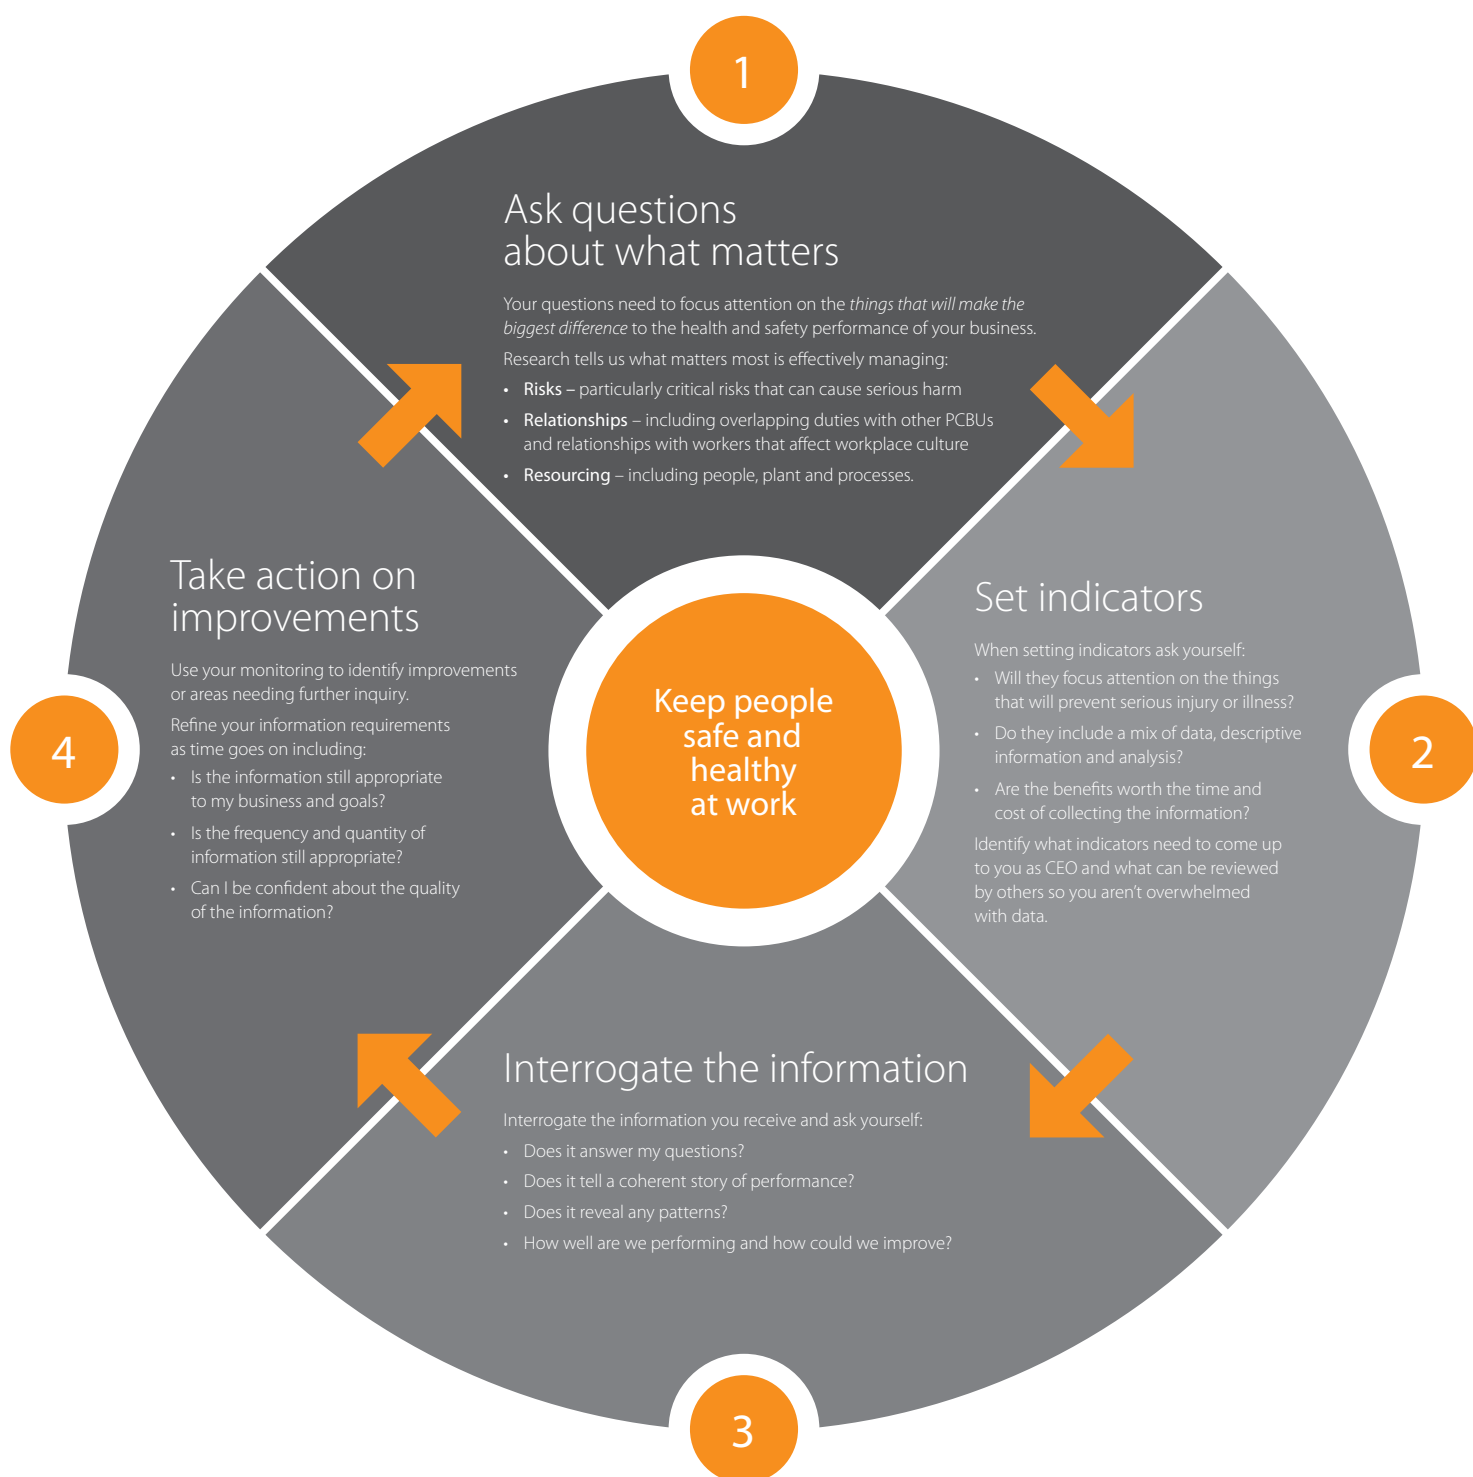 1
Ask questions
about what matters
Your questions need to focus attention on the things that will make the
biggest difference to the health and safety performance of your business.
Research tells us what matters most is effectively managing:
• Risks – particularly critical risks that can cause serious harm
• Relationships – including overlapping duties with other PCBUs
and relationships with workers that affect workplace culture
• Resourcing – including people, plant and processes.
2
Set indicators
When setting indicators ask yourself:
• Will they focus attention on the things
that will prevent serious injury or illness?
• Do they include a mix of data, descriptive
information and analysis?
• Are the benefits worth the time and
cost of collecting the information?
Identify what indicators need to come up
to you as CEO and what can be reviewed
by others so you aren't overwhelmed
with data.
3
Interrogate the information
Interrogate the information you receive and ask yourself:
• Does it answer my questions?
• Does it tell a coherent story of performance?
• Does it reveal any patterns?
• How well are we performing and how could we improve?
4
Take action on
improvements
Use your monitoring to identify improvements
or areas needing further inquiry.
Refine your information requirements
as time goes on including:
• Is the information still appropriate
to my business and goals?
• Is the frequency and quantity of
information still appropriate?
• Can I be confident about the quality
of the information?
Keep people
safe and
healthy
at work